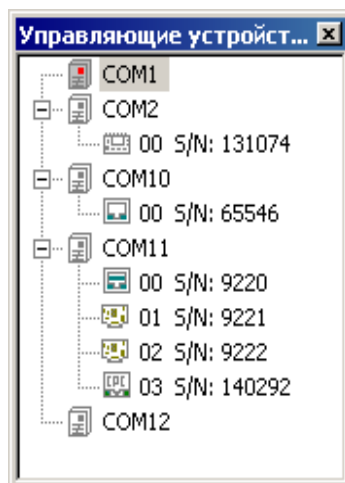 Управляющие устройст...
COM1
COM2
00 S/N: 131074
COM10
00 S/N: 65546
COM11
00 S/N: 9220
01 S/N: 9221
02 S/N: 9222
CPC 03 S/N: 140292
COM12